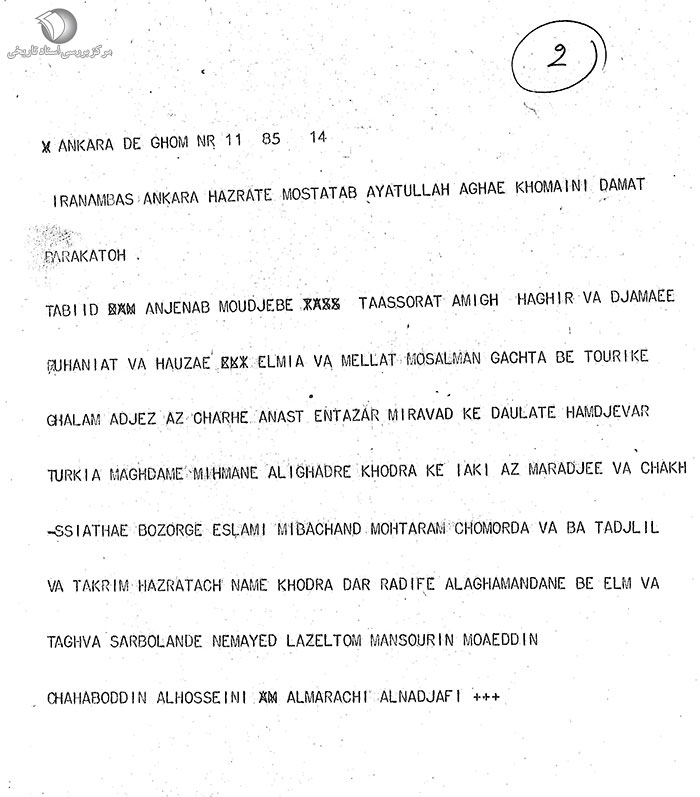 مرکز بررسی اسناد تاریخی
2
X ANKARA DE GHOM NR 11 85 14
IRANAMBAS ANKARA HAZRATE MOSTATAB AYATULLAH AGHAE KHOMAINI DAMAT
BARAKATOH .
TABIID XXX ANJENAB MOUDJEBE XXXX TAASSORAT AMIGH HAGHIR VA DJAMAEE
RUHANIAT VA HAUZAE XXX ELMIA VA MELLAT MOSALMAN GACHTA BE TOURIKE
GHALAM ADJEZ AZ CHARHE ANAST ENTAZAR MIRAVAD KE DAULATE HAMDJEVAR
TURKIA MAGHDAME MIHMANE ALIGHADRE KHODRA KE IAKI AZ MARADJEE VA CHAKH
-SSIATHAE BOZORGE ESLAMI MIBACHAND MOHTARAM CHOMORDA VA BA TADJLIL
VA TAKRIM HAZRATACH NAME KHODRA DAR RADIFE ALAGHAMANDANE BE ELM VA
TAGHVA SARBOLANDE NEMAYED LAZELTOM MANSOURIN MOAEDDIN
CHAHABODDIN ALHOSSEINI XX ALMARACHI ALNADJAFI +++